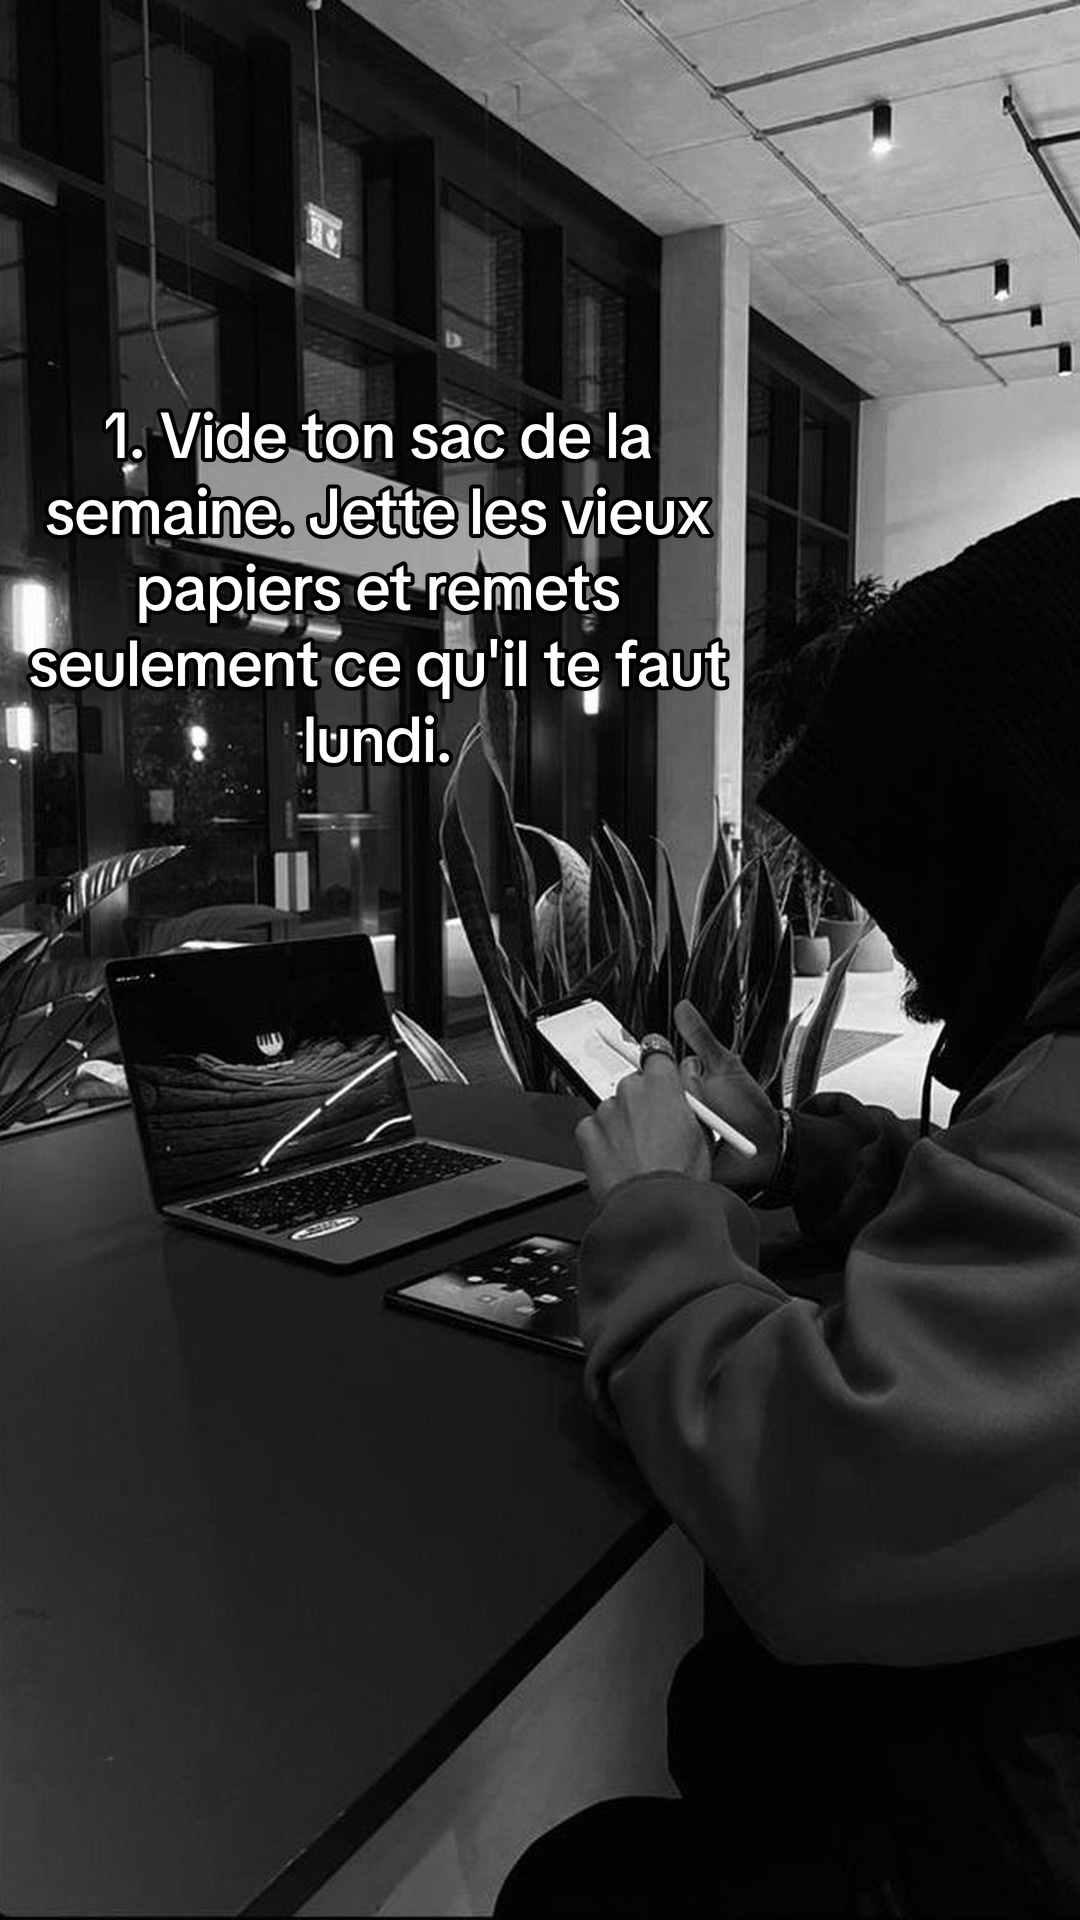 1. Vide ton sac de la
semaine. Jette les vieux
papiers et remets
seulement ce qu'il te faut
lundi.